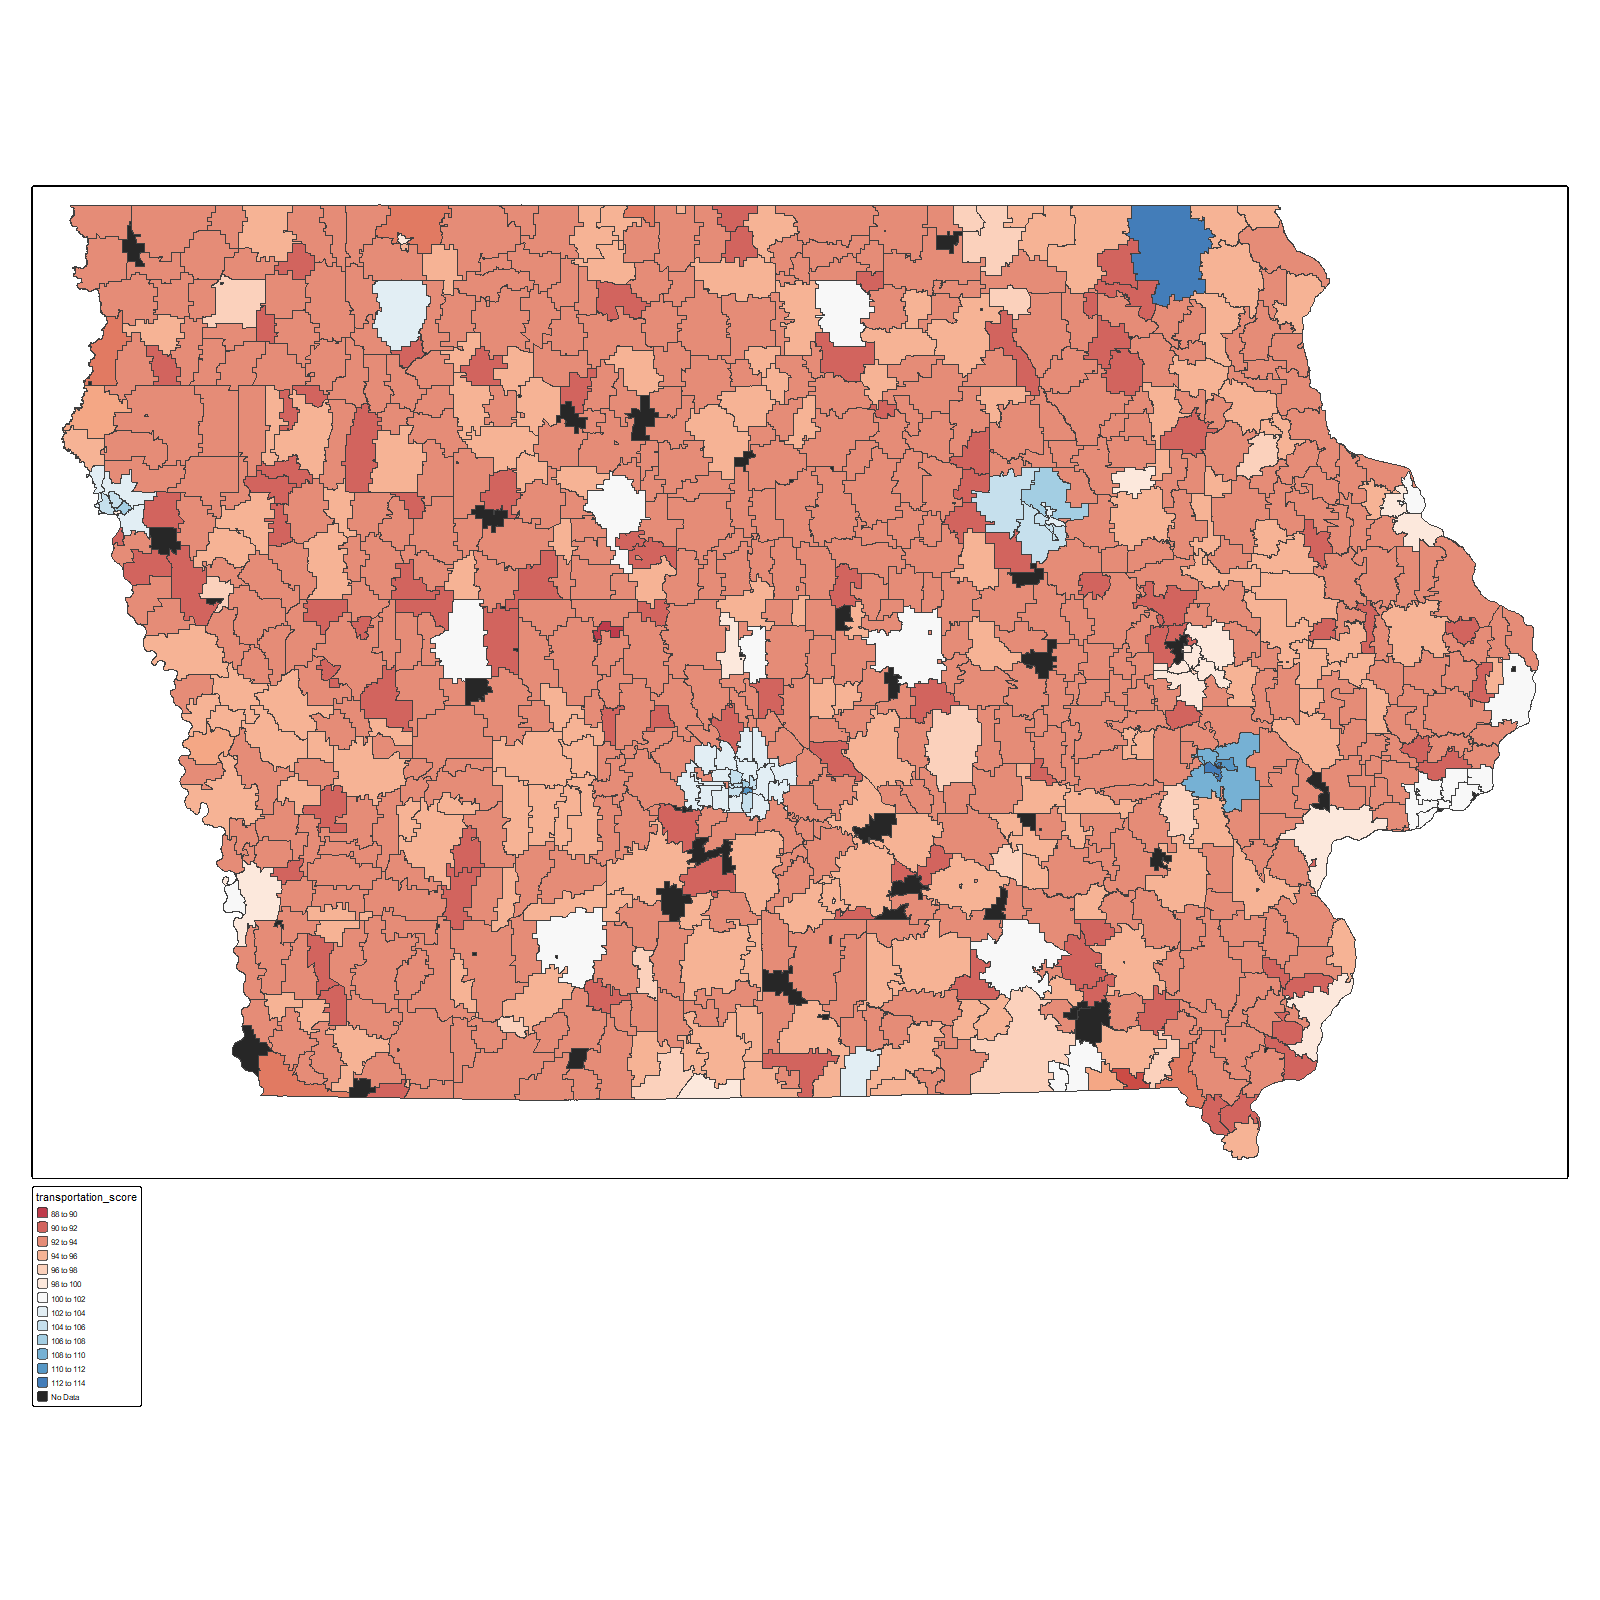 transportation_score
88 to 90
90 to 92
92 to 94
94 to 96
96 to 98
98 to 100
100 to 102
102 to 104
104 to 106
106 to 108
108 to 110
110 to 112
112 to 114
No Data